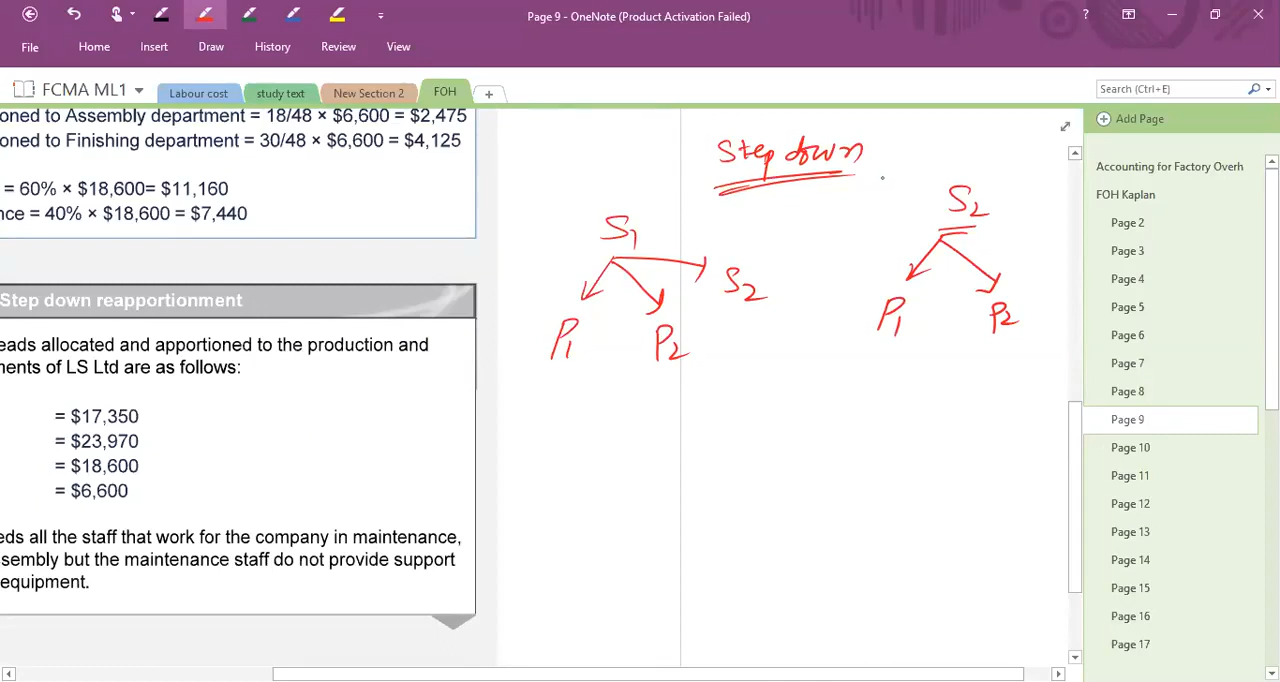 Page 9 - OneNote (Product Activation Failed)
?
File Home Insert Draw History Review View
FCMA ML1 Labour cost study text New Section 2 FOH
Search (Ctrl+E)
oned to Assembly department = 18/48 × $6,600 = $2,475
oned to Finishing department = 30/48 × $6,600 = $4,125
= 60% × $18,600= $11,160
nce = 40% × $18,600 = $7,440
Step down reapportionment
eads allocated and apportioned to the production and
nents of LS Ltd are as follows:
= $17,350
= $23,970
= $18,600
= $6,600
eds all the staff that work for the company in maintenance,
ssembly but the maintenance staff do not provide support
equipment.
Step down
S1
S2
P1 P2
S2
P1 P2
Add Page
Accounting for Factory Overh
FOH Kaplan
Page 2
Page 3
Page 4
Page 5
Page 6
Page 7
Page 8
Page 9
Page 10
Page 11
Page 12
Page 13
Page 14
Page 15
Page 16
Page 17